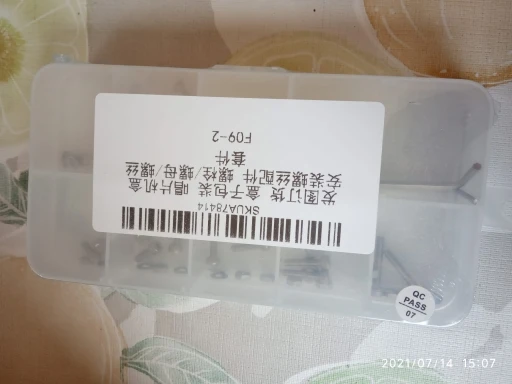 SKUA78414
发图订货 盒子包装 唱片机盒
安装螺丝配件 螺栓/螺母/螺丝
套件
F09-2
QC
PASS
07
2021/07/14 15:07